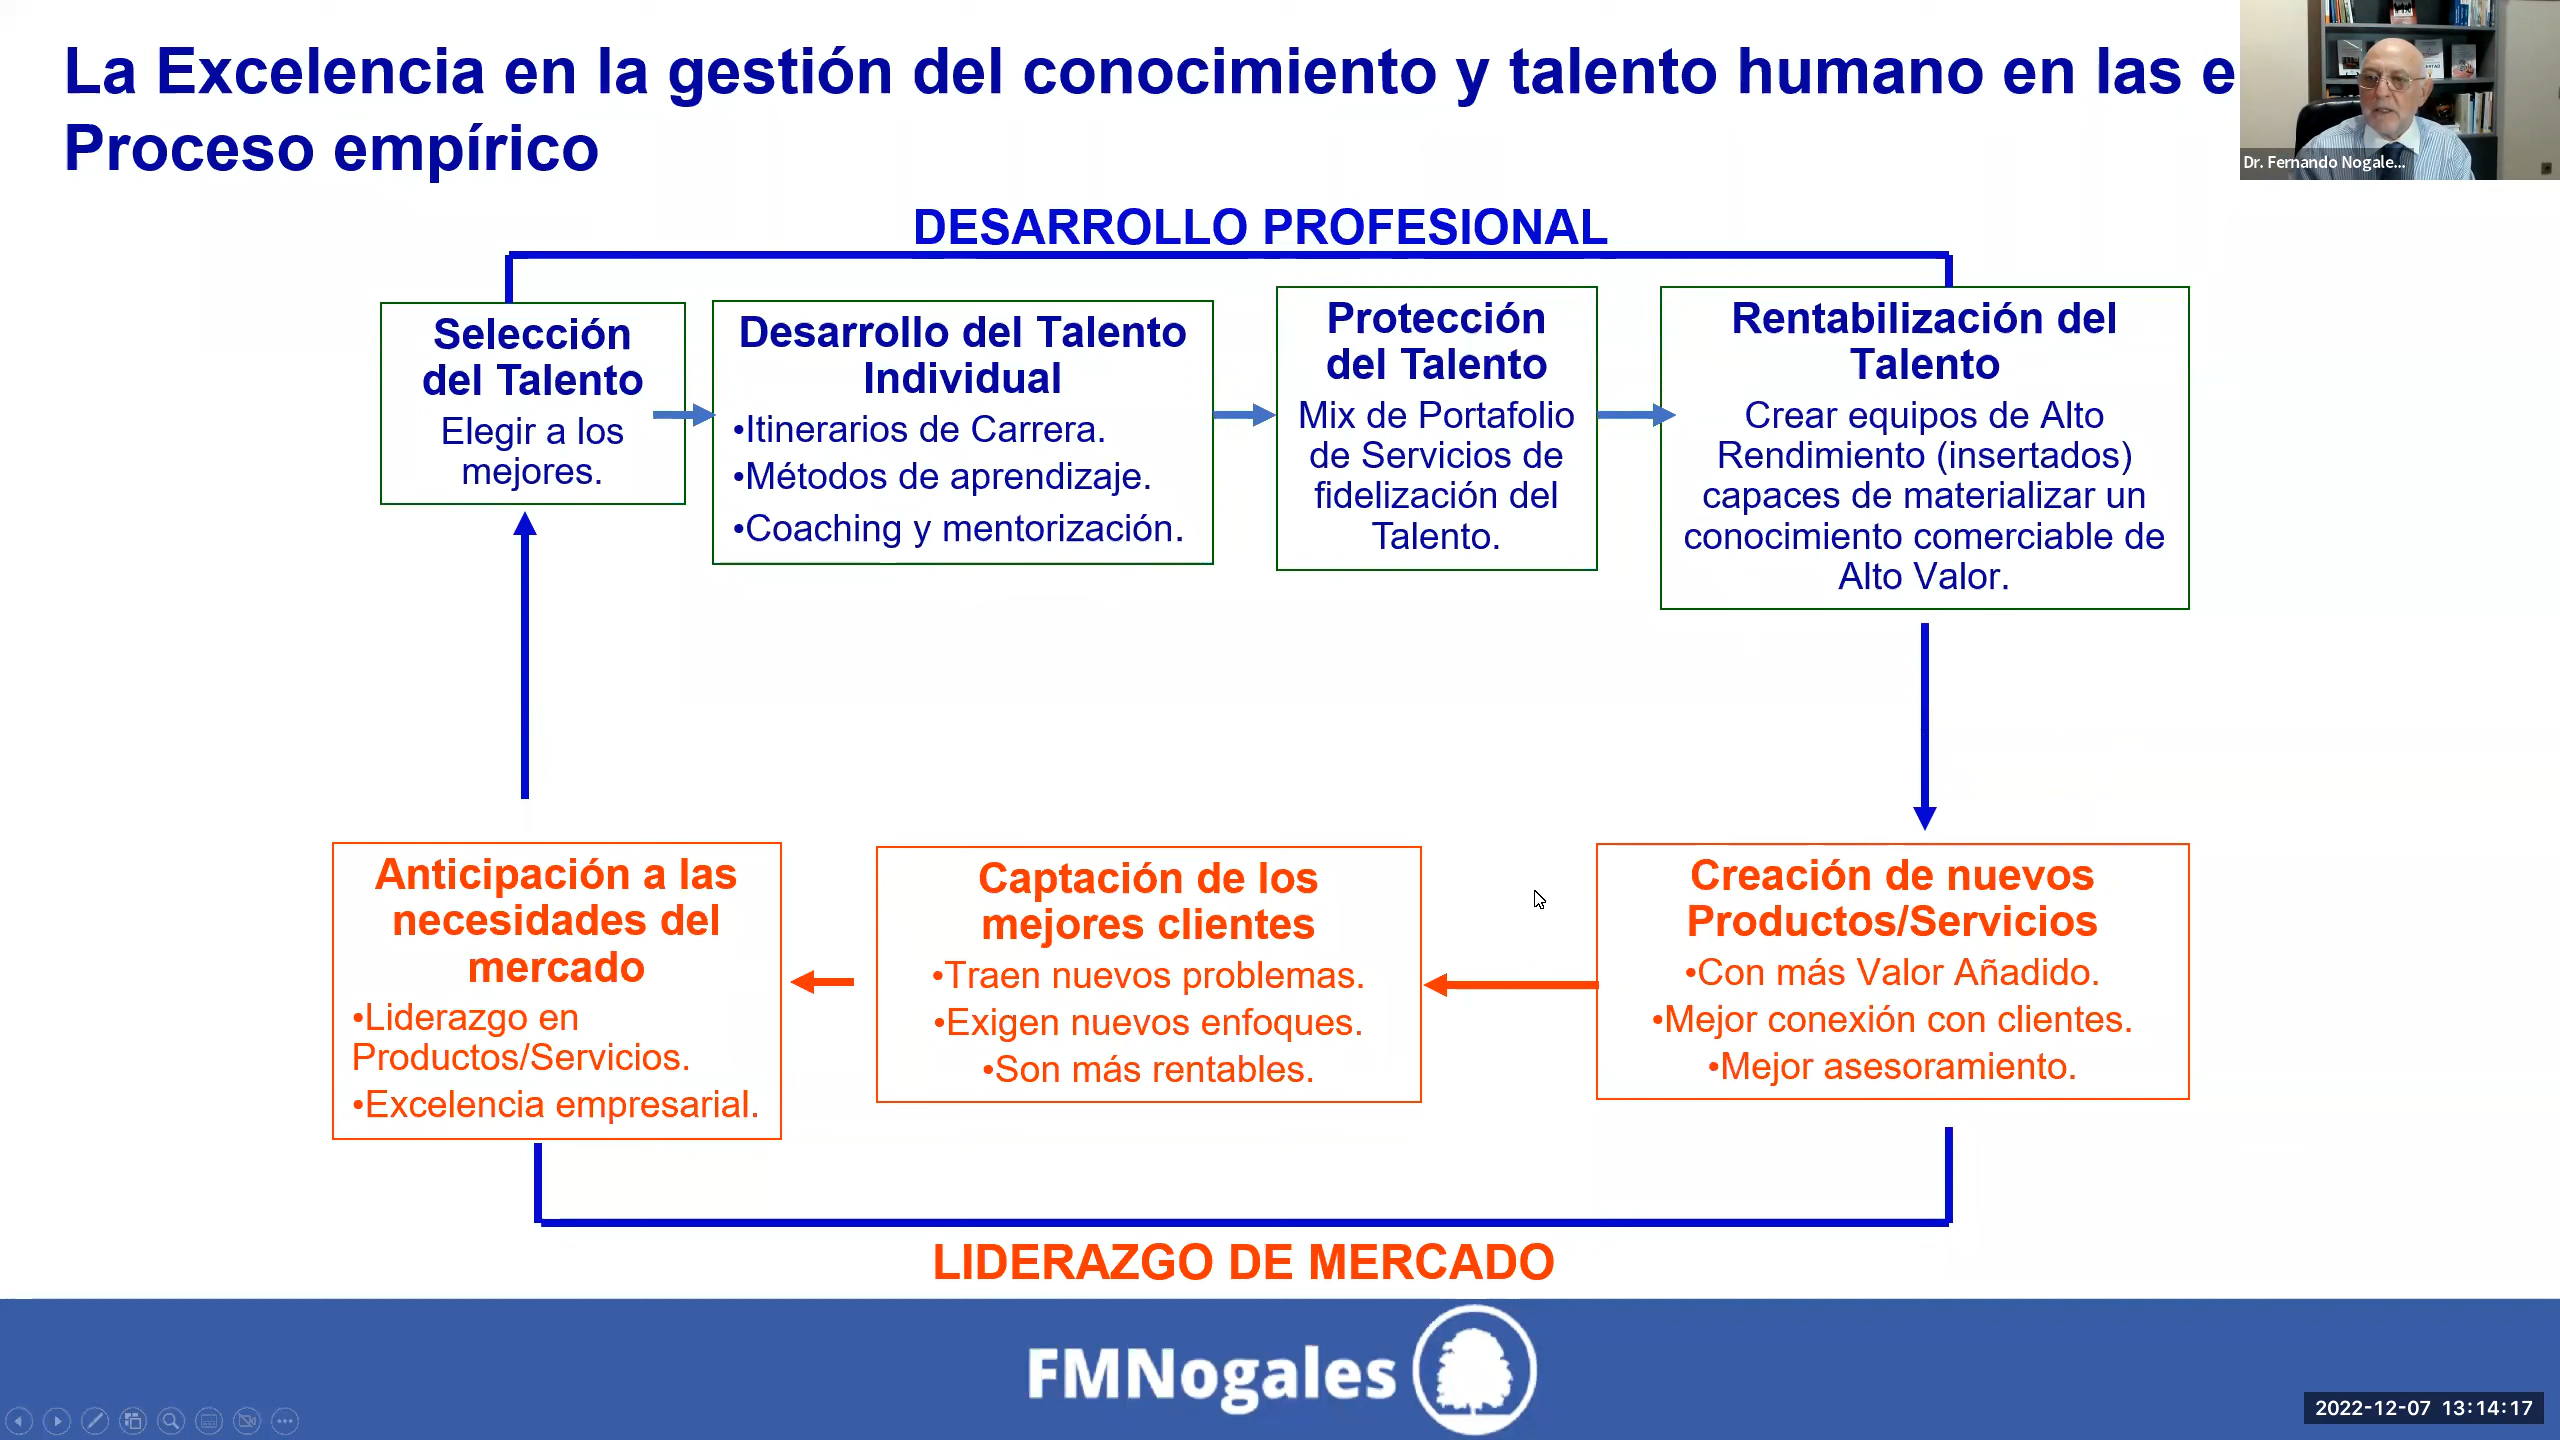 La Excelencia en la gestión del conocimiento y talento humano en las e
Proceso empírico
Dr. Fernando Nogale...
DESARROLLO PROFESIONAL
Selección
del Talento
Elegir a los
mejores.
Desarrollo del Talento
Individual
•Itinerarios de Carrera.
•Métodos de aprendizaje.
•Coaching y mentorización.
Protección
del Talento
Mix de Portafolio
de Servicios de
fidelización del
Talento.
Rentabilización del
Talento
Crear equipos de Alto
Rendimiento (insertados)
capaces de materializar un
conocimiento comerciable de
Alto Valor.
Anticipación a las
necesidades del
mercado
•Liderazgo en
Productos/Servicios.
•Excelencia empresarial.
Captación de los
mejores clientes
•Traen nuevos problemas.
•Exigen nuevos enfoques.
•Son más rentables.
Creación de nuevos
Productos/Servicios
•Con más Valor Añadido.
•Mejor conexión con clientes.
•Mejor asesoramiento.
LIDERAZGO DE MERCADO
FMNogales
2022-12-07 13:14:17